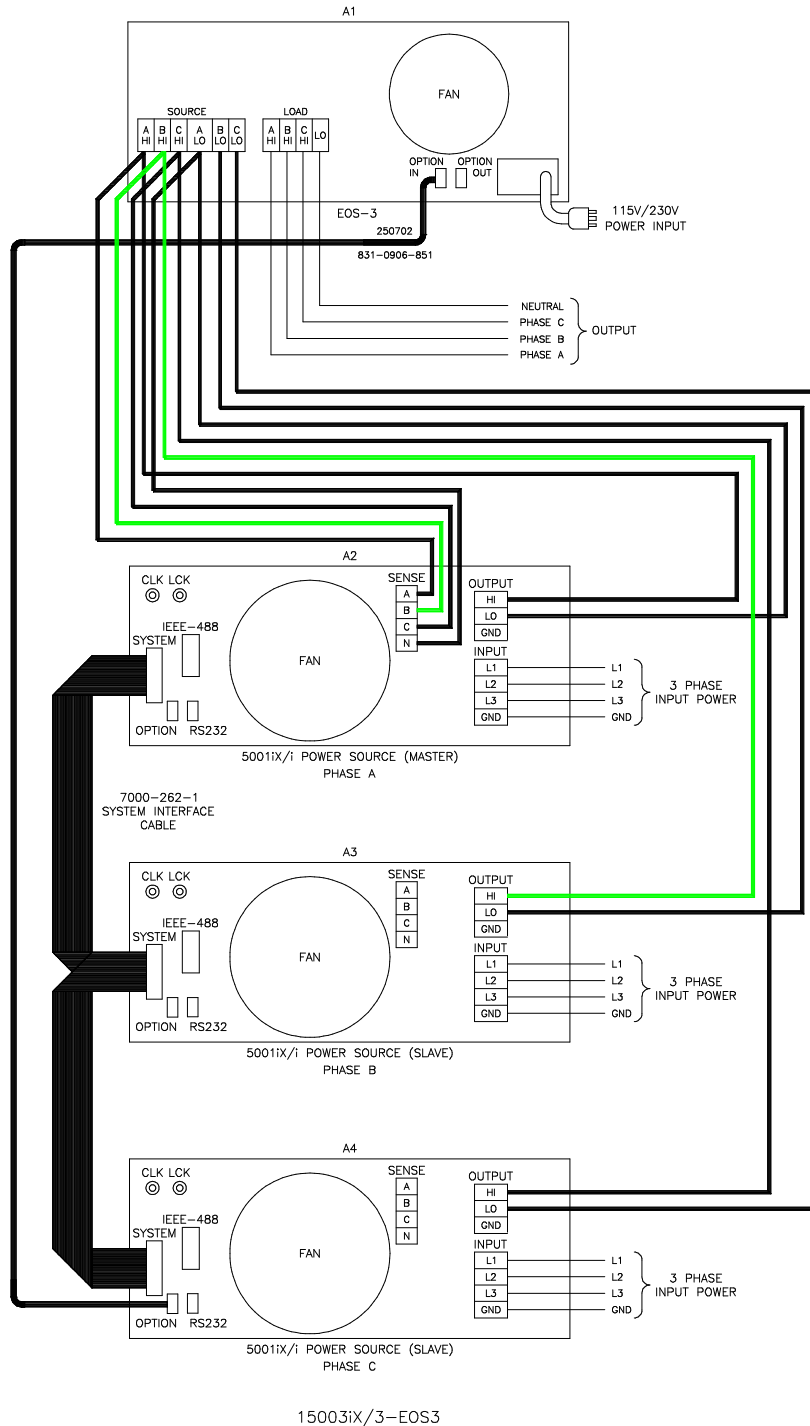 A1
FAN
SOURCE
LOAD
A HI
B HI
C HI
A LO
B LO
C LO
A HI
B HI
C HI
LO
OPTION IN
OPTION OUT
EOS-3
115V/230V
POWER INPUT
250702
831-0906-851
NEUTRAL
PHASE C
PHASE B
PHASE A
OUTPUT
A2
CLK LCK
SENSE
A
B
C
N
OUTPUT
HI
LO
GND
IEEE-488
SYSTEM
FAN
INPUT
L1
L2
L3
GND
L1
L2
L3
GND
3 PHASE
INPUT POWER
OPTION
RS232
5001iX/i POWER SOURCE (MASTER)
PHASE A
7000-262-1
SYSTEM INTERFACE
CABLE
A3
CLK LCK
SENSE
A
B
C
N
OUTPUT
HI
LO
GND
IEEE-488
SYSTEM
FAN
INPUT
L1
L2
L3
GND
L1
L2
L3
GND
3 PHASE
INPUT POWER
OPTION
RS232
5001iX/i POWER SOURCE (SLAVE)
PHASE B
A4
CLK LCK
SENSE
A
B
C
N
OUTPUT
HI
LO
GND
IEEE-488
SYSTEM
FAN
INPUT
L1
L2
L3
GND
L1
L2
L3
GND
3 PHASE
INPUT POWER
OPTION
RS232
5001iX/i POWER SOURCE (SLAVE)
PHASE C
15003iX/3-EOS3